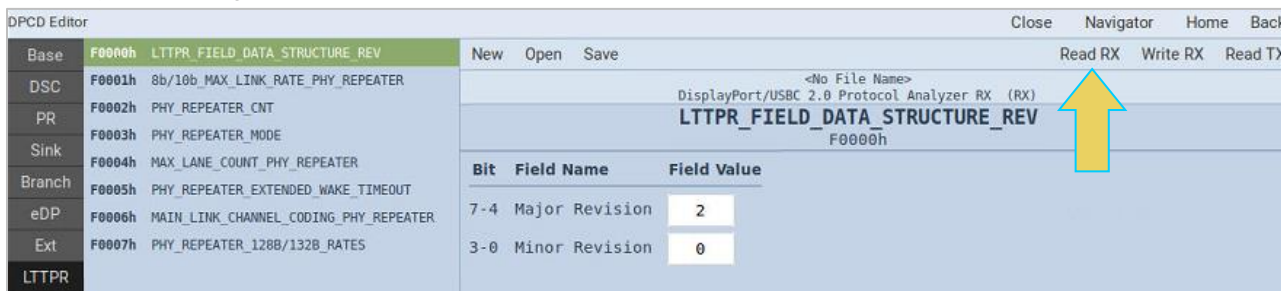 DPCD Editor Close Navigator Home Back
Base
DSC
PR
Sink
Branch
eDP
Ext
LTTPR
F0000h LTTPR_FIELD_DATA_STRUCTURE_REV
F0001h 8b/10b_MAX_LINK_RATE_PHY_REPEATER
F0002h PHY_REPEATER_CNT
F0003h PHY_REPEATER_MODE
F0004h MAX_LANE_COUNT_PHY_REPEATER
F0005h PHY_REPEATER_EXTENDED_WAKE_TIMEOUT
F0006h MAIN_LINK_CHANNEL_CODING_PHY_REPEATER
F0007h PHY_REPEATER_128B/132B_RATES
New Open Save Read RX Write RX Read TX
<No File Name>
DisplayPort/USBC 2.0 Protocol Analyzer RX (RX)
LTTPR_FIELD_DATA_STRUCTURE_REV
F0000h
Bit Field Name Field Value
7-4 Major Revision 2
3-0 Minor Revision 0